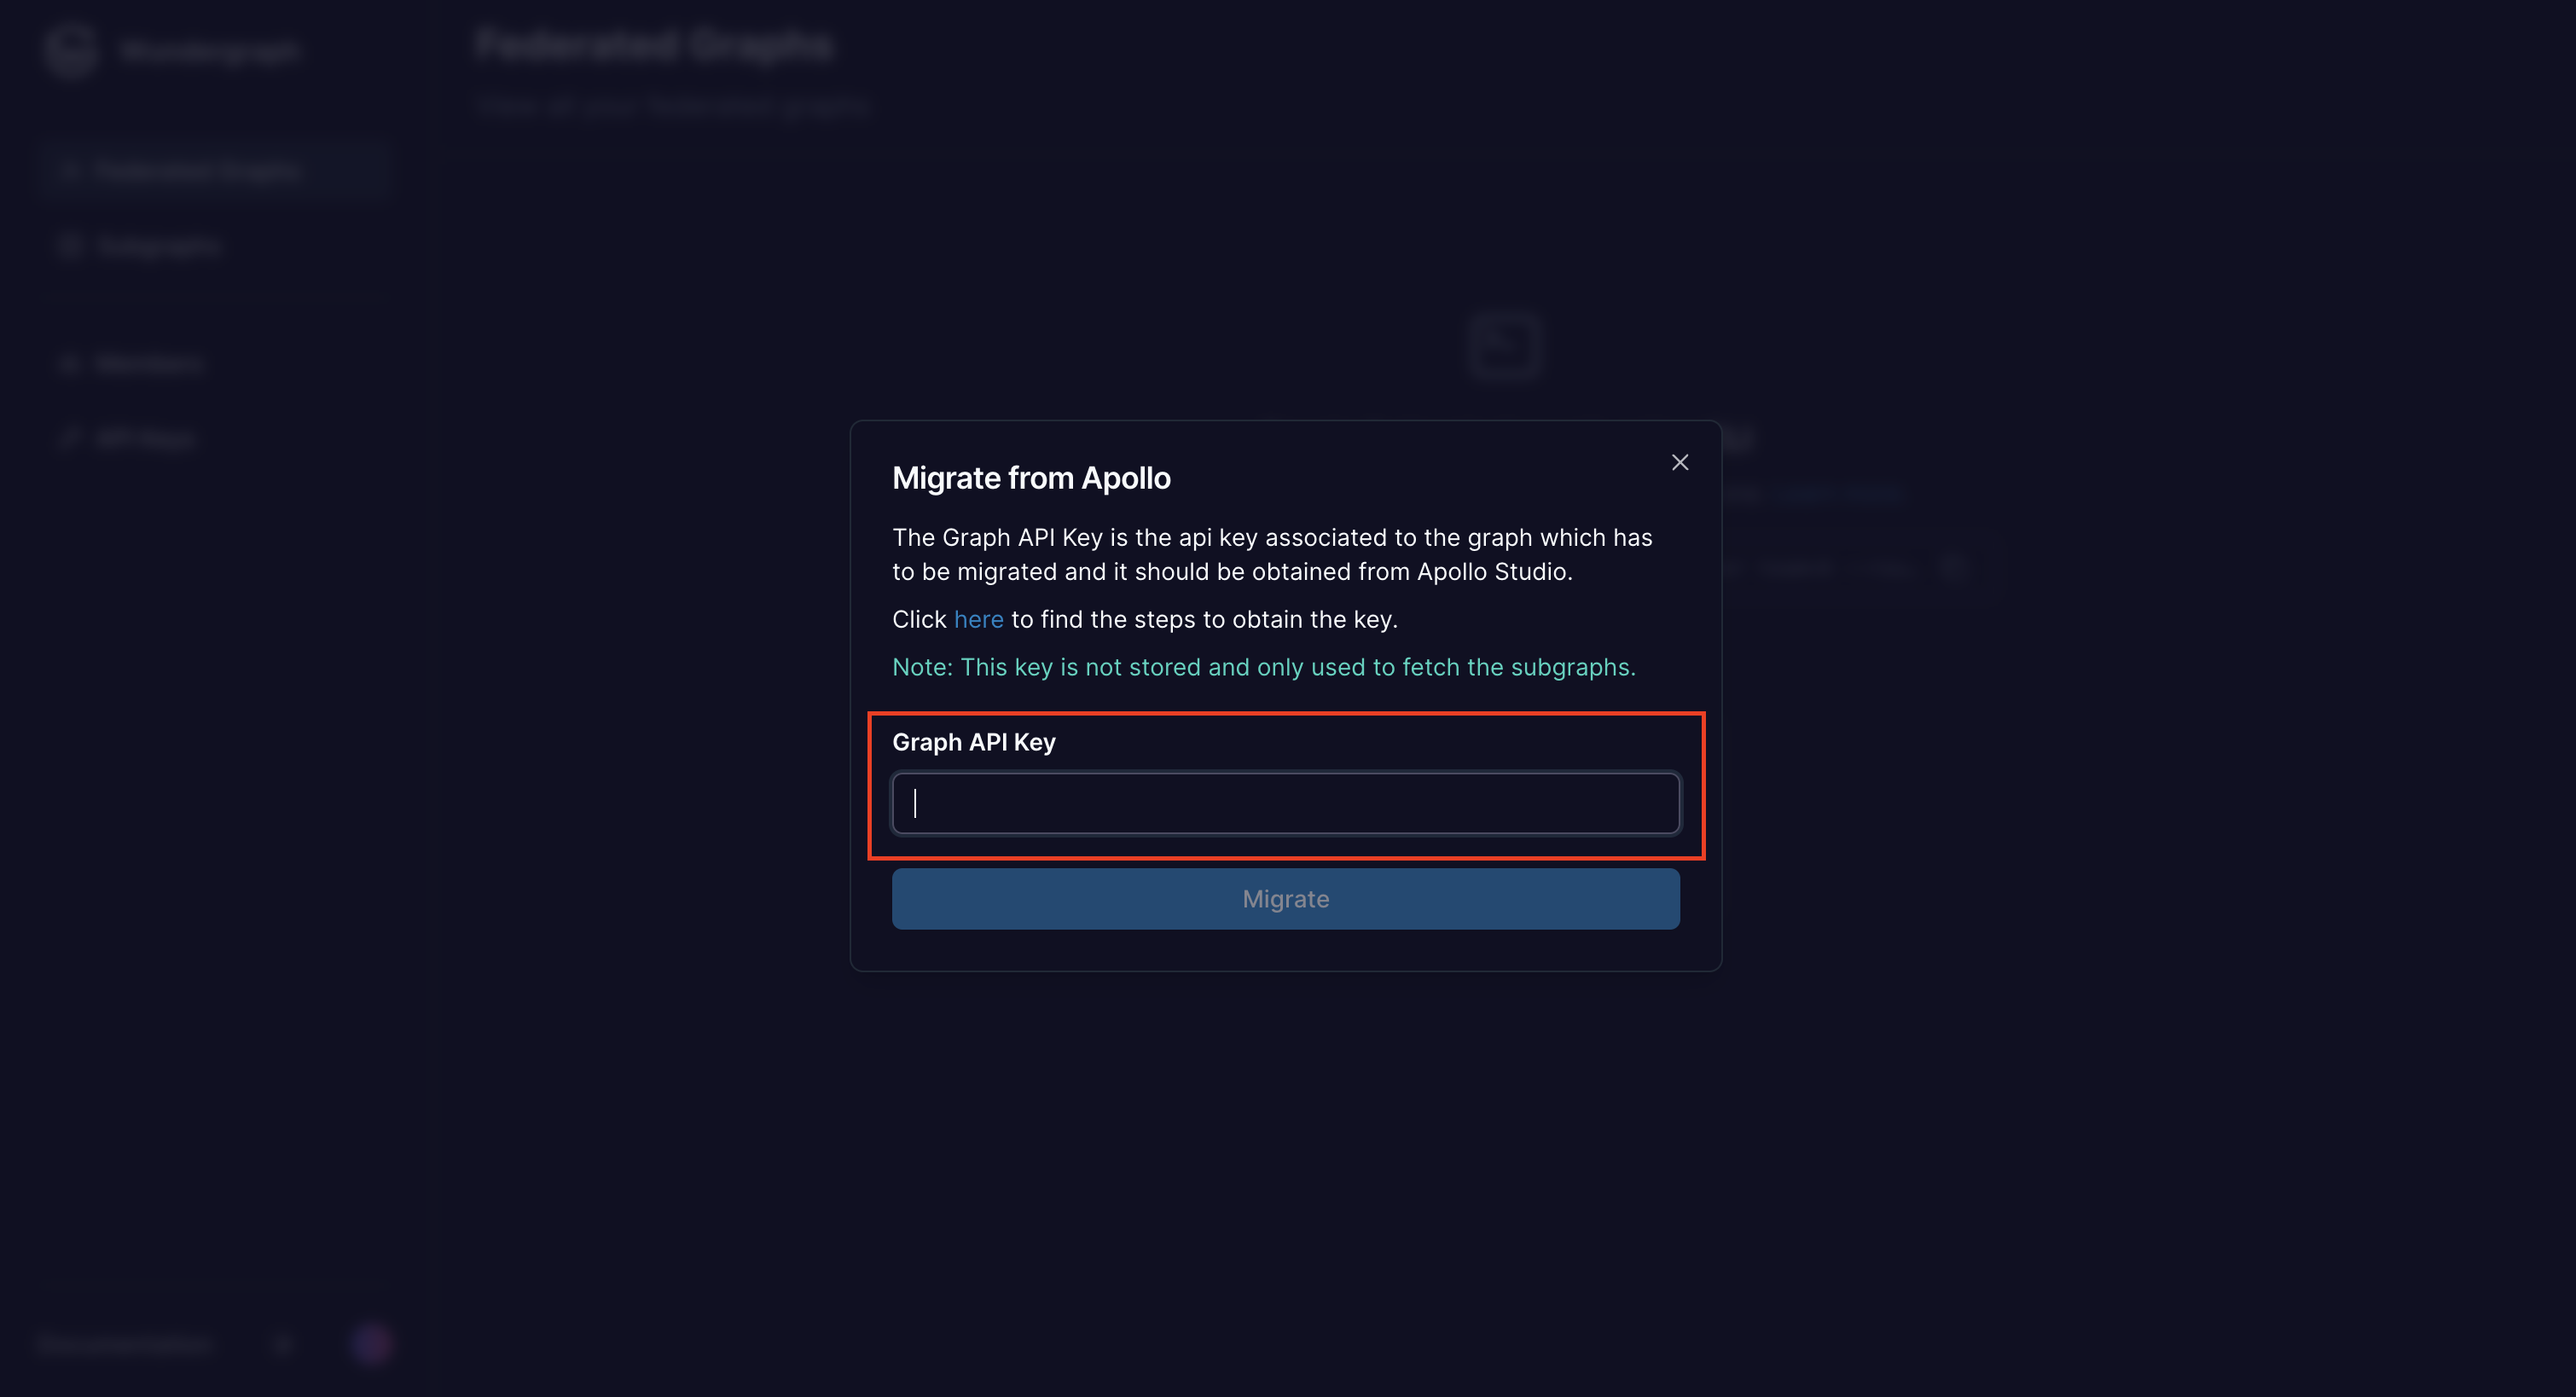 Wundergraph
Federated Graphs
View all your federated graphs
Federated Graphs
Subgraphs
Members
API Keys
Migrate from Apollo
The Graph API Key is the api key associated to the graph which has
to be migrated and it should be obtained from Apollo Studio.
Click here to find the steps to obtain the key.
Note: This key is not stored and only used to fetch the subgraphs.
Graph API Key
Migrate
Documentation